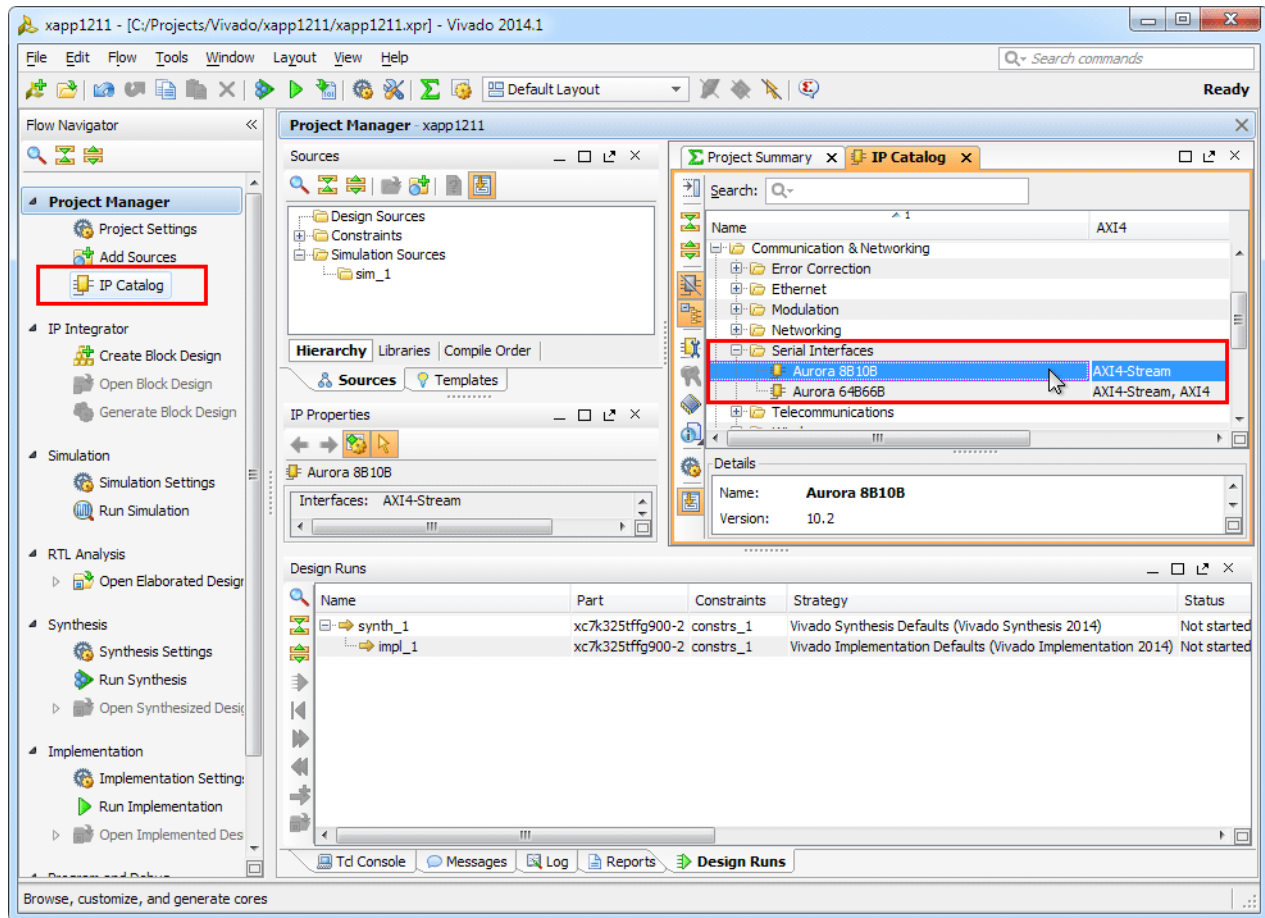 xapp1211 - [C:/Projects/Vivado/xapp1211/xapp1211.xpr] - Vivado 2014.1
File Edit Flow Tools Window Layout View Help
Search commands
Default Layout
Ready
Flow Navigator
Project Manager
Project Settings
Add Sources
IP Catalog
IP Integrator
Create Block Design
Open Block Design
Generate Block Design
Simulation
Simulation Settings
Run Simulation
RTL Analysis
Open Elaborated Desigr
Synthesis
Synthesis Settings
Run Synthesis
Open Synthesized Desig
Implementation
Implementation Setting
Run Implementation
Open Implemented Des
Project Manager - xapp1211
Sources
Design Sources
Constraints
Simulation Sources
sim_1
Hierarchy Libraries Compile Order
Sources Templates
IP Properties
Aurora 8B10B
Interfaces: AXI4-Stream
Project Summary IP Catalog
Search:
1
Name AXI4
Communication & Networking
Error Correction
Ethernet
Modulation
Networking
Serial Interfaces
Aurora 8B10B AXI4-Stream
Aurora 64B66B AXI4-Stream, AXI4
Telecommunications
Details
Name: Aurora 8B10B
Version: 10.2
Design Runs
Name Part Constraints Strategy Status
synth_1 xc7k325tffg900-2 constrs_1 Vivado Synthesis Defaults (Vivado Synthesis 2014) Not started
impl_1 xc7k325tffg900-2 constrs_1 Vivado Implementation Defaults (Vivado Implementation 2014) Not started
Tcl Console Messages Log Reports Design Runs
Browse, customize, and generate cores